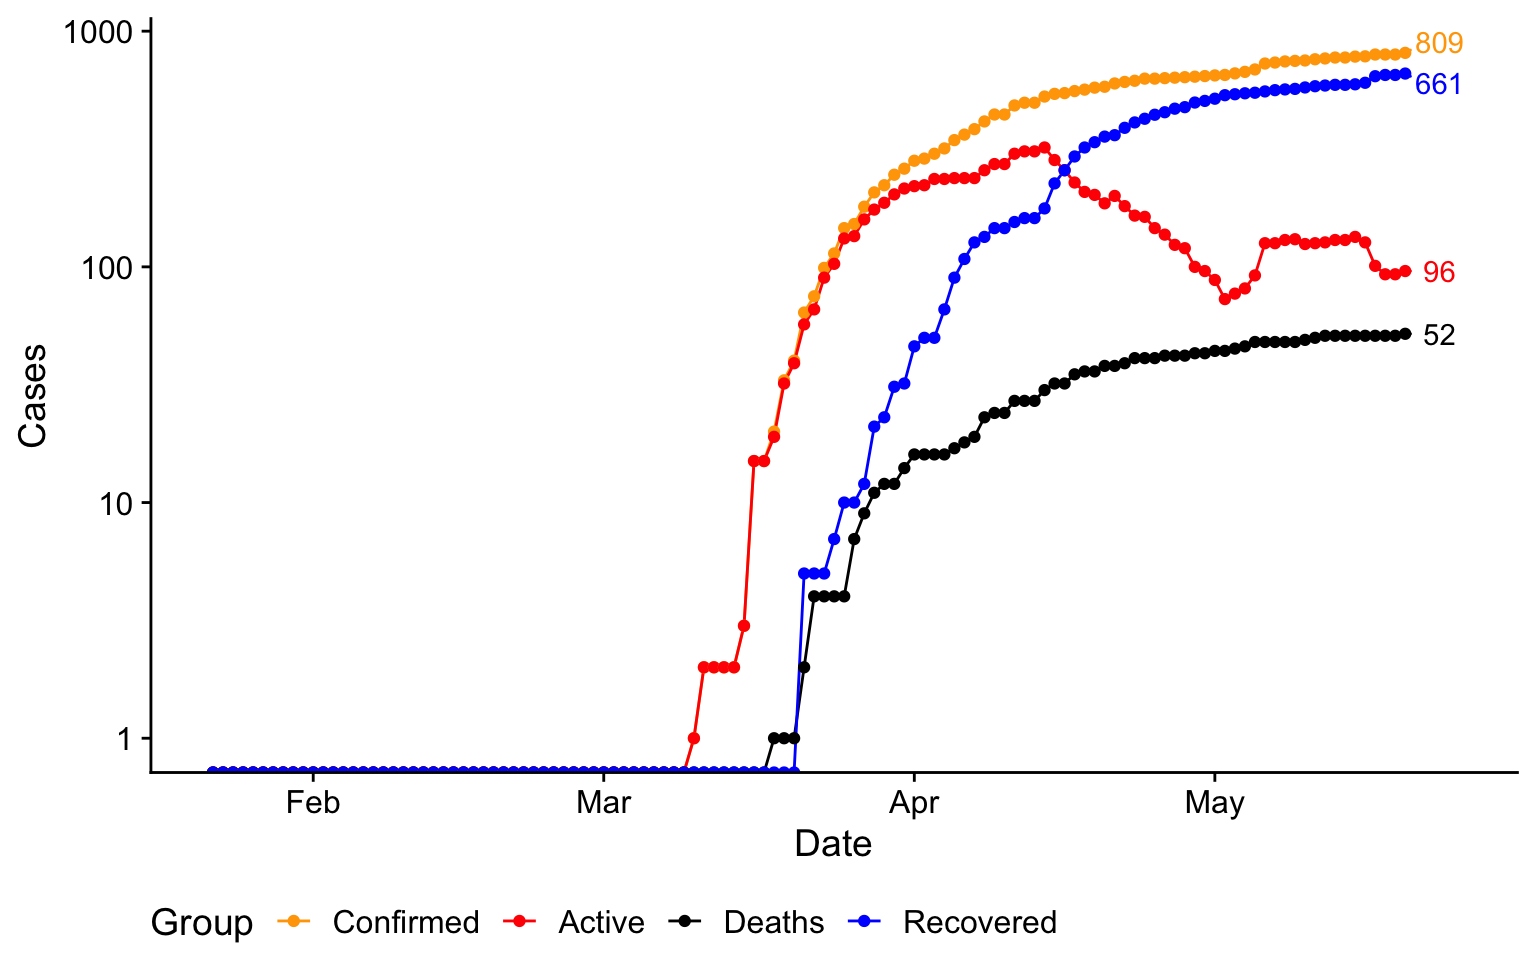 1000
100
10
1
Cases
809
661
96
52
Feb Mar Apr May
Date
Group Confirmed Active Deaths Recovered